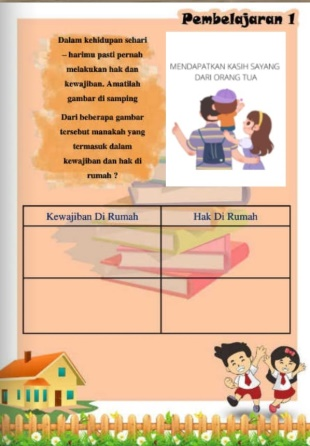 Pembelajaran 1
Dalam kehidupan sehari
– harimu pasti pernah
melakukan hak dan
kewajiban. Amatilah
gambar di samping
Dari beberapa gambar
tersebut manakah yang
termasuk dalam
kewajiban dan hak di
rumah ?
MENDAPATKAN KASIH SAYANG
DARI ORANG TUA
Kewajiban Di Rumah
Hak Di Rumah